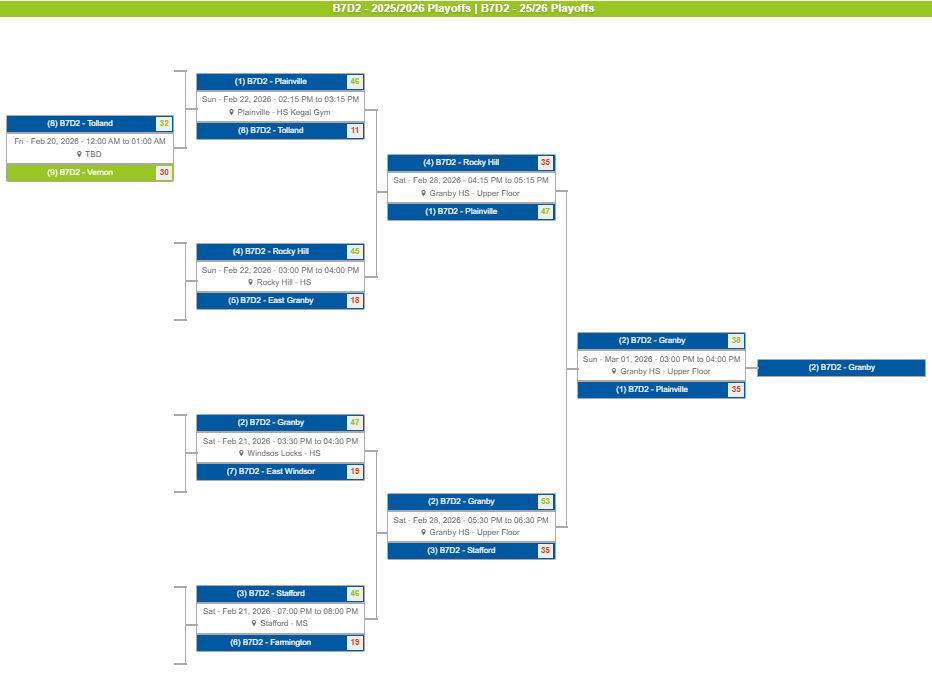 B7D2 - 2025/2026 Playoffs | B7D2 - 25/26 Playoffs
(8) B7D2 - Tolland 32
Fri - Feb 20, 2026 - 12:00 AM to 01:00 AM
TBD
(9) B7D2 - Vernon 30
(1) B7D2 - Plainville 46
Sun - Feb 22, 2026 - 02:15 PM to 03:15 PM
Plainville - HS Kegal Gym
(8) B7D2 - Tolland 11
(4) B7D2 - Rocky Hill 45
Sun - Feb 22, 2026 - 03:00 PM to 04:00 PM
Rocky Hill - HS
(5) B7D2 - East Granby 18
(2) B7D2 - Granby 47
Sat - Feb 21, 2026 - 03:30 PM to 04:30 PM
Windsos Locks - HS
(7) B7D2 - East Windsor 19
(3) B7D2 - Stafford 46
Sat - Feb 21, 2026 - 07:00 PM to 08:00 PM
Stafford - MS
(6) B7D2 - Farmington 19
(4) B7D2 - Rocky Hill 35
Sat - Feb 28, 2026 - 04:15 PM to 05:15 PM
Granby HS - Upper Floor
(1) B7D2 - Plainville 47
(2) B7D2 - Granby 53
Sat - Feb 28, 2026 - 05:30 PM to 06:30 PM
Granby HS - Upper Floor
(3) B7D2 - Stafford 35
(2) B7D2 - Granby 38
Sun - Mar 01, 2026 - 03:00 PM to 04:00 PM
Granby HS - Upper Floor
(1) B7D2 - Plainville 35
(2) B7D2 - Granby